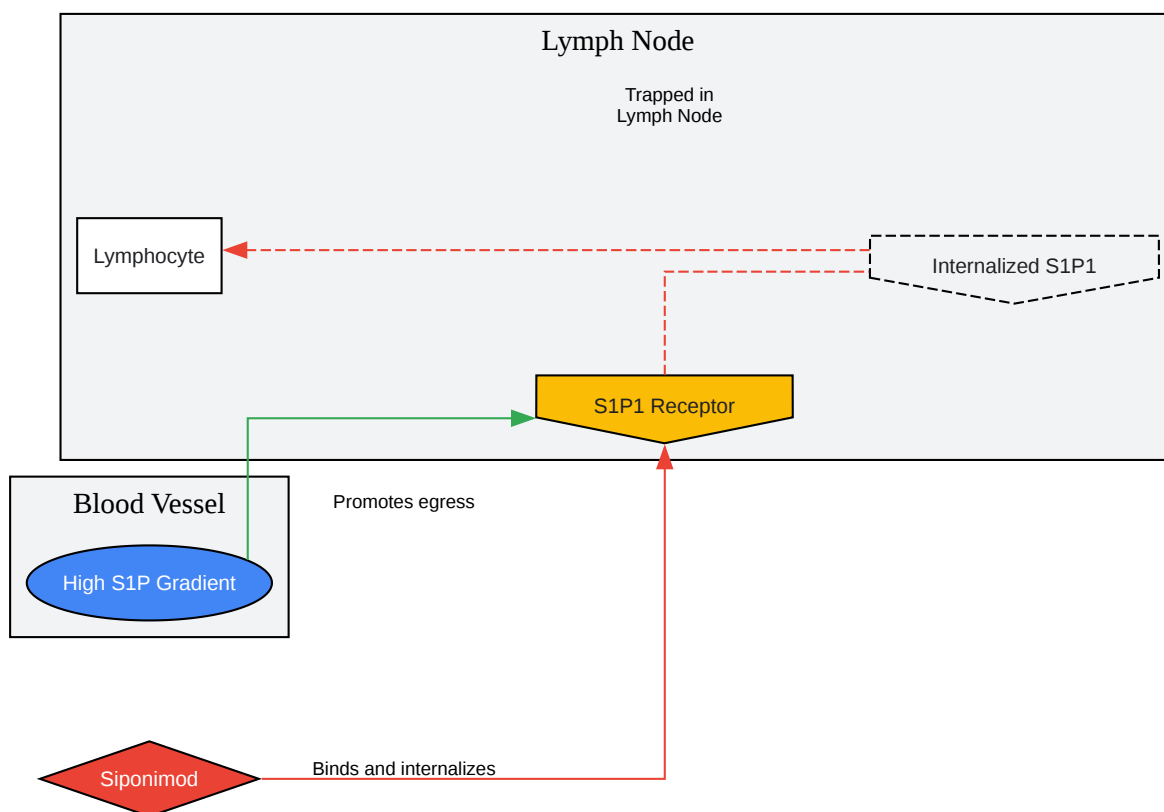 Lymph Node
Trapped in
Lymph Node
Lymphocyte
Internalized S1P1
S1P1 Receptor
Blood Vessel
Promotes egress
High S1P Gradient
Binds and internalizes
Siponimod